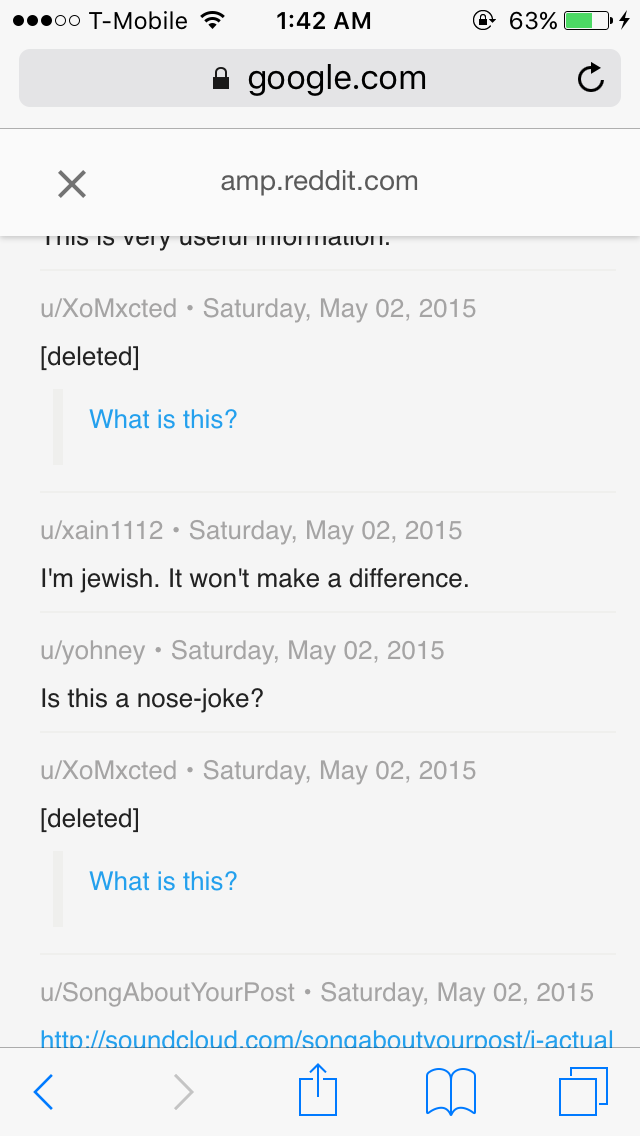 T-Mobile 1:42 AM 63%
google.com
amp.reddit.com
This is very useful information.
u/XoMxcted • Saturday, May 02, 2015
[deleted]
What is this?
u/xain1112 • Saturday, May 02, 2015
I'm jewish. It won't make a difference.
u/yohney • Saturday, May 02, 2015
Is this a nose-joke?
u/XoMxcted • Saturday, May 02, 2015
[deleted]
What is this?
u/SongAboutYourPost • Saturday, May 02, 2015
http://soundcloud.com/songaboutyourpost/i-actual